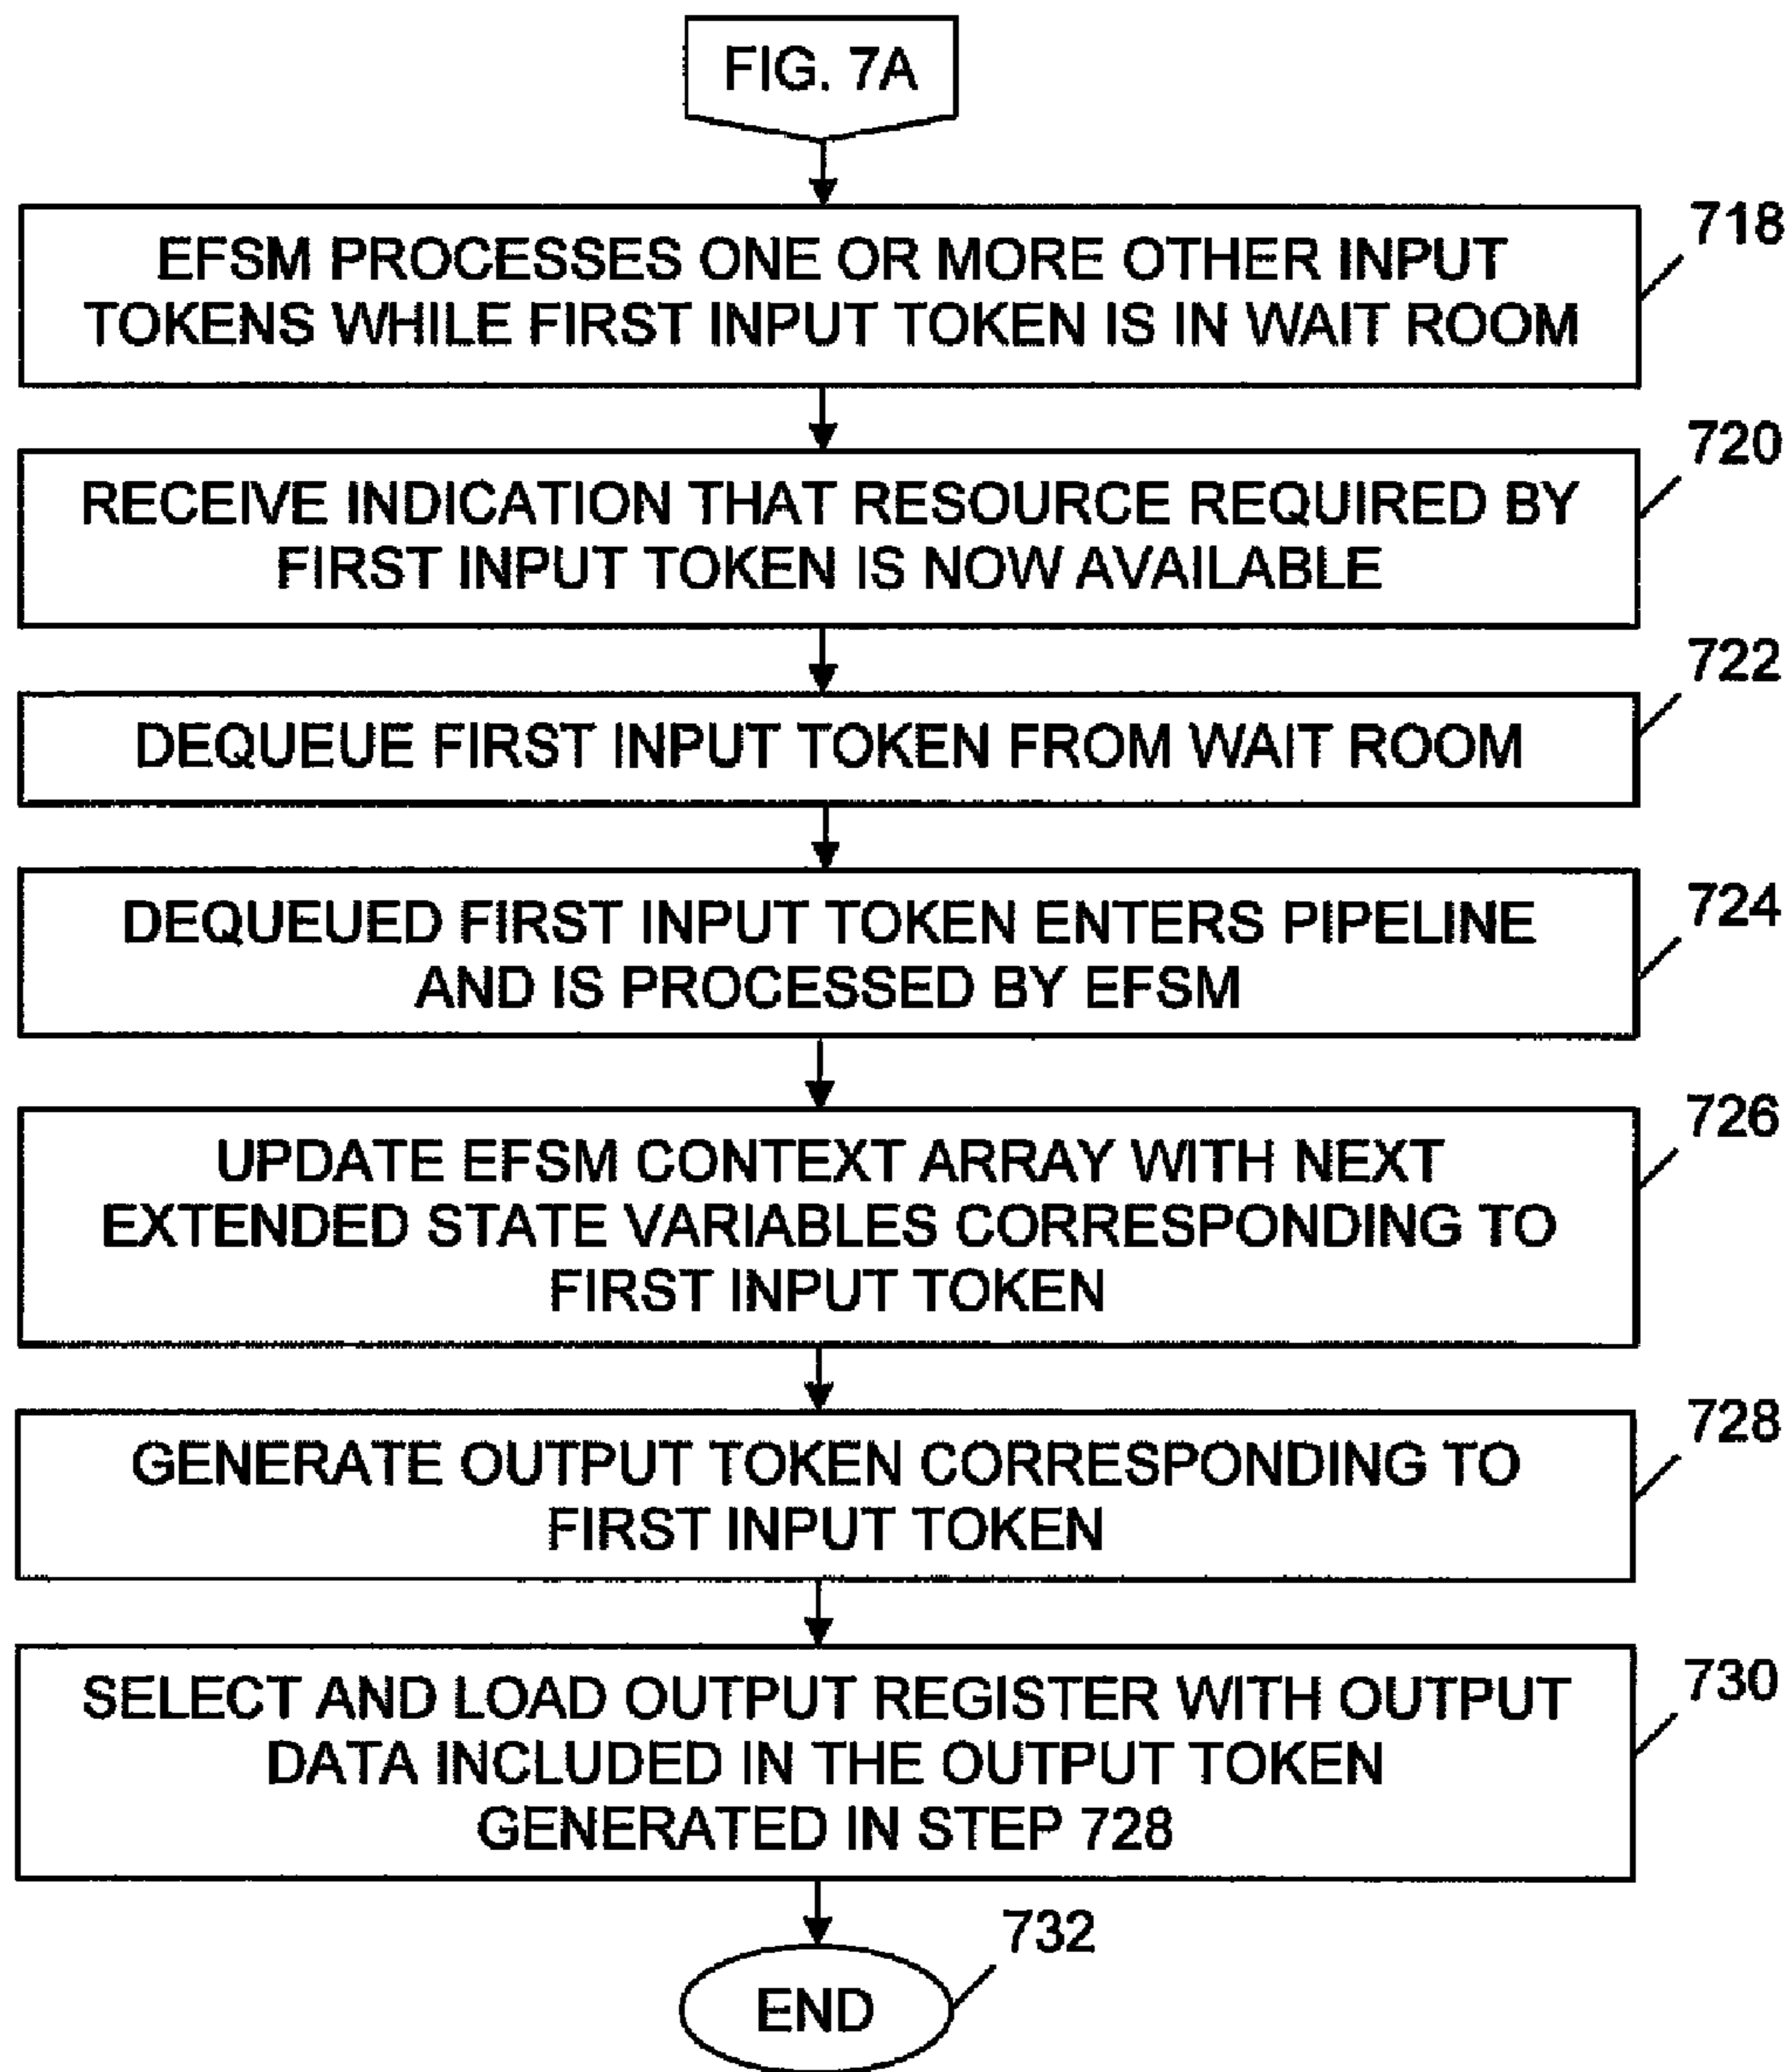 FIG. 7A
718
EFSM PROCESSES ONE OR MORE OTHER INPUT
TOKENS WHILE FIRST INPUT TOKEN IS IN WAIT ROOM
720
RECEIVE INDICATION THAT RESOURCE REQUIRED BY
FIRST INPUT TOKEN IS NOW AVAILABLE
722
DEQUEUE FIRST INPUT TOKEN FROM WAIT ROOM
724
DEQUEUED FIRST INPUT TOKEN ENTERS PIPELINE
AND IS PROCESSED BY EFSM
726
UPDATE EFSM CONTEXT ARRAY WITH NEXT
EXTENDED STATE VARIABLES CORRESPONDING TO
FIRST INPUT TOKEN
728
GENERATE OUTPUT TOKEN CORRESPONDING TO
FIRST INPUT TOKEN
730
SELECT AND LOAD OUTPUT REGISTER WITH OUTPUT
DATA INCLUDED IN THE OUTPUT TOKEN
GENERATED IN STEP 728
732
END